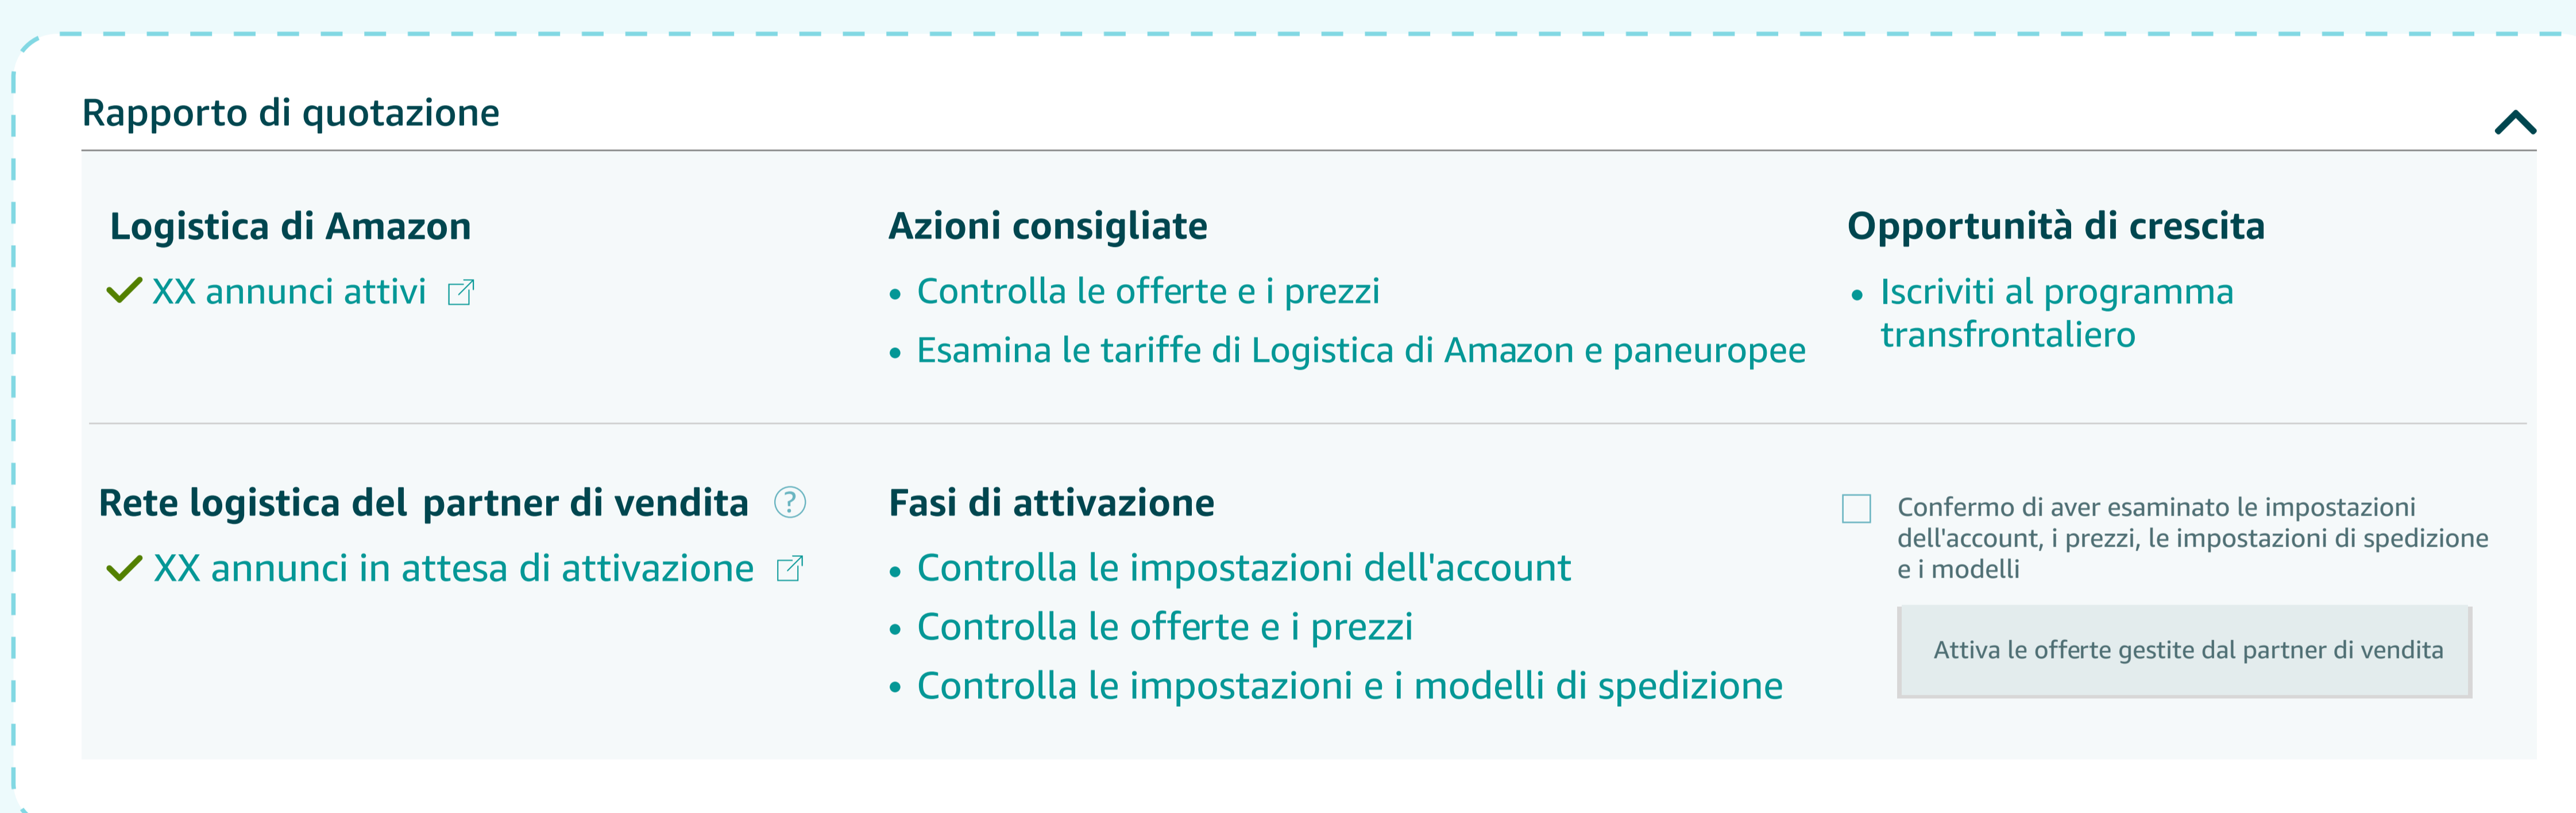 Rapporto di quotazione
Logistica di Amazon
XX annunci attivi
Azioni consigliate
• Controlla le offerte e i prezzi
• Esamina le tariffe di Logistica di Amazon e paneuropee
Opportunità di crescita
• Iscriviti al programma
transfrontaliero
Rete logistica del partner di vendita ?
XX annunci in attesa di attivazione
Fasi di attivazione
• Controlla le impostazioni dell'account
• Controlla le offerte e i prezzi
• Controlla le impostazioni e i modelli di spedizione
Confermo di aver esaminato le impostazioni
dell'account, i prezzi, le impostazioni di spedizione
e i modelli
Attiva le offerte gestite dal partner di vendita